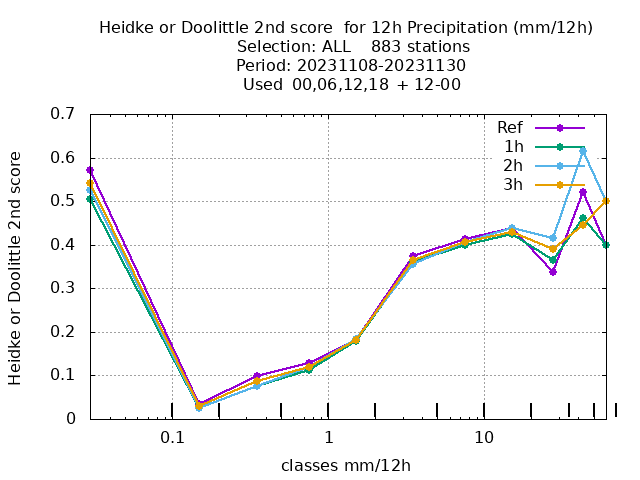 Heidke or Doolittle 2nd score  for 12h Precipitation (mm/12h)
Selection: ALL    883 stations
Period: 20231108-20231130
Used  00,06,12,18  + 12-00
Heidke or Doolittle 2nd score
0.7
0.6
0.5
0.4
0.3
0.2
0.1
0
Ref
1h
2h
3h
0.1 1 10
classes mm/12h